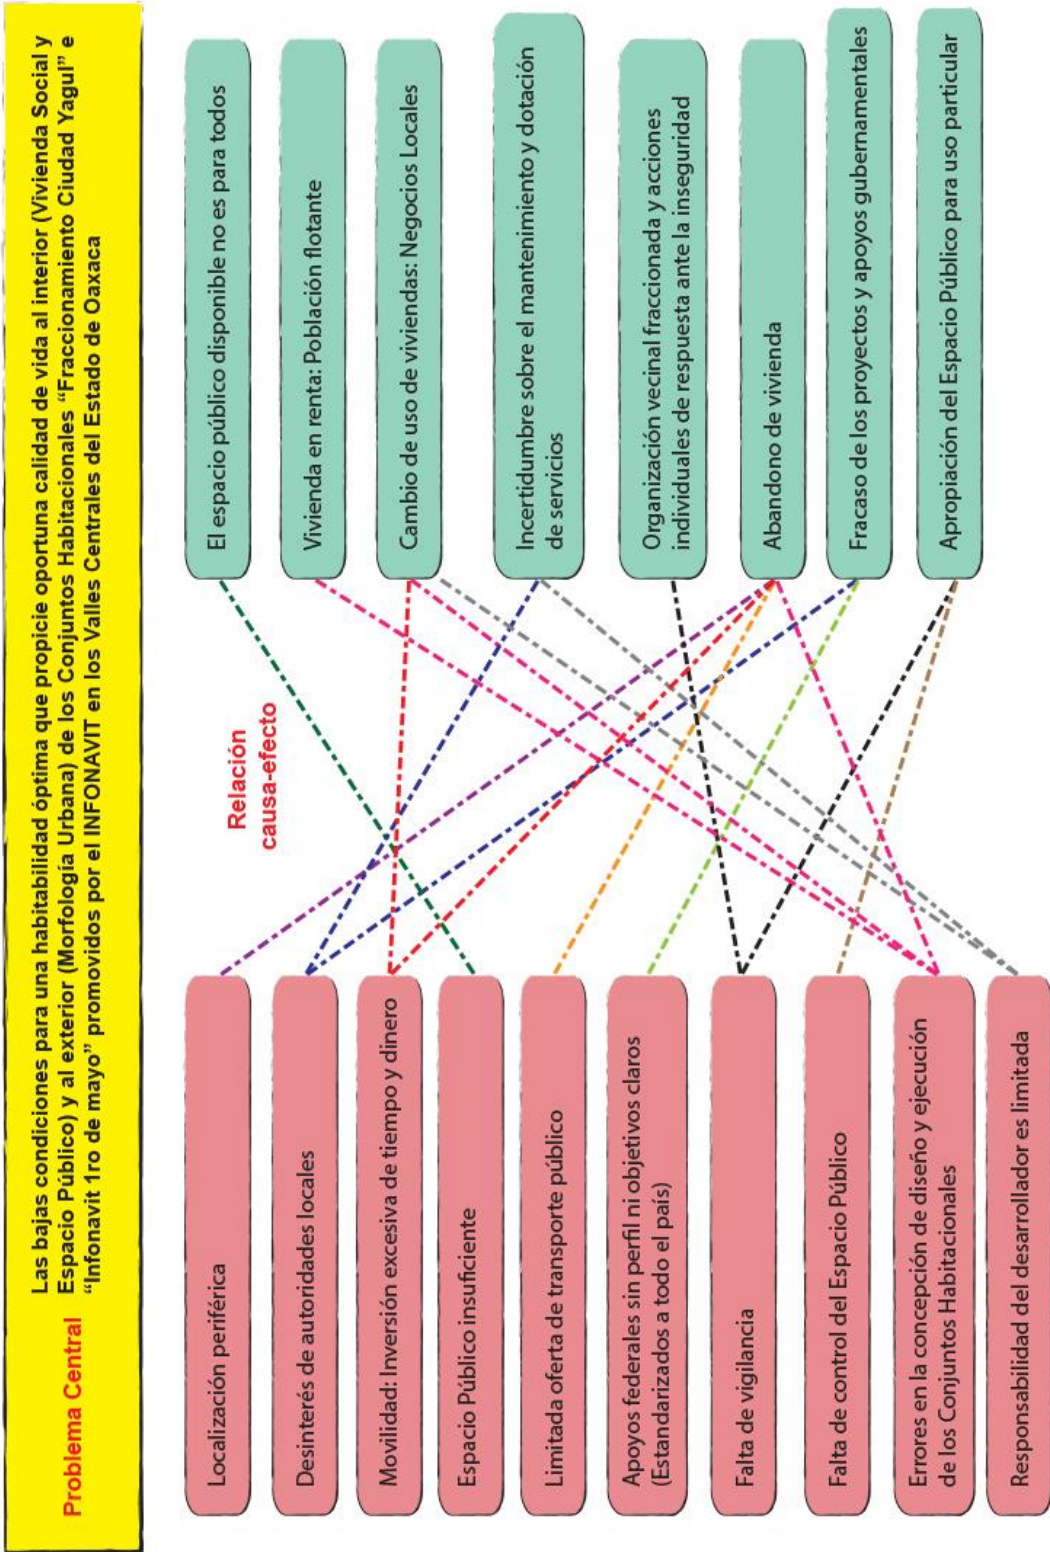 Problema Central
Las bajas condiciones para una habitabilidad óptima que propicie oportuna calidad de vida al interior (Vivienda Social y
Espacio Público) y al exterior (Morfología Urbana) de los Conjuntos Habitacionales “Fraccionamiento Ciudad Yagul” e
“Infonavit 1ro de mayo” promovidos por el INFONAVIT en los Valles Centrales del Estado de Oaxaca
Relación
causa-efecto
Localización periférica
Desinterés de autoridades locales
Movilidad: Inversión excesiva de tiempo y dinero
Espacio Público insuficiente
Limitada oferta de transporte público
Apoyos federales sin perfil ni objetivos claros
(Estandarizados a todo el país)
Falta de vigilancia
Falta de control del Espacio Público
Errores en la concepción de diseño y ejecución
de los Conjuntos Habitacionales
Responsabilidad del desarrollador es limitada
El espacio público disponible no es para todos
Vivienda en renta: Población flotante
Cambio de uso de viviendas: Negocios Locales
Incertidumbre sobre el mantenimiento y dotación
de servicios
Organización vecinal fraccionada y acciones
individuales de respuesta ante la inseguridad
Abandono de vivienda
Fracaso de los proyectos y apoyos gubernamentales
Apropiación del Espacio Público para uso particular